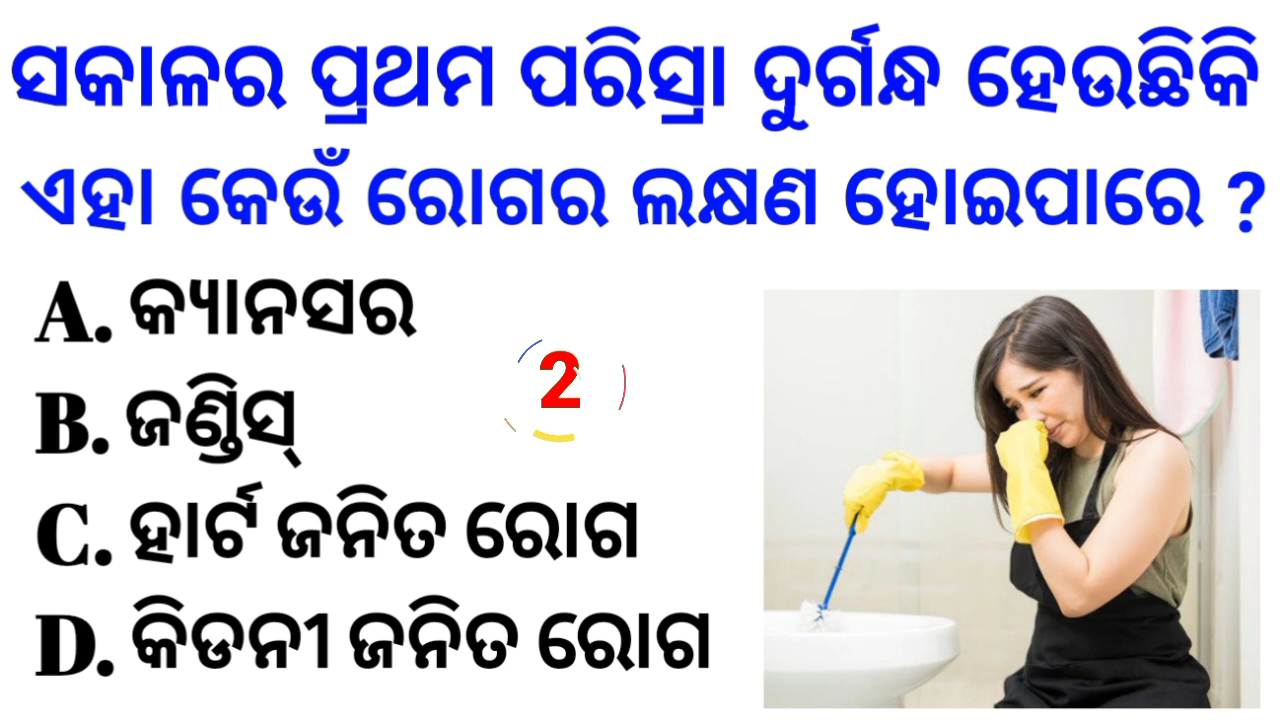 ସକାଳର ପ୍ରଥମ ପରିସ୍ରା ଦୁର୍ଗନ୍ଧ ହେଉଛିକି
ଏହା କେଉଁ ରୋଗର ଲକ୍ଷଣ ହୋଇପାରେ ?
A. କ୍ୟାନସର
2
B. ଜଣ୍ଡିସ୍
C. ହାର୍ଟ ଜନିତ ରୋଗ
D. କିଡନୀ ଜନିତ ରୋଗ